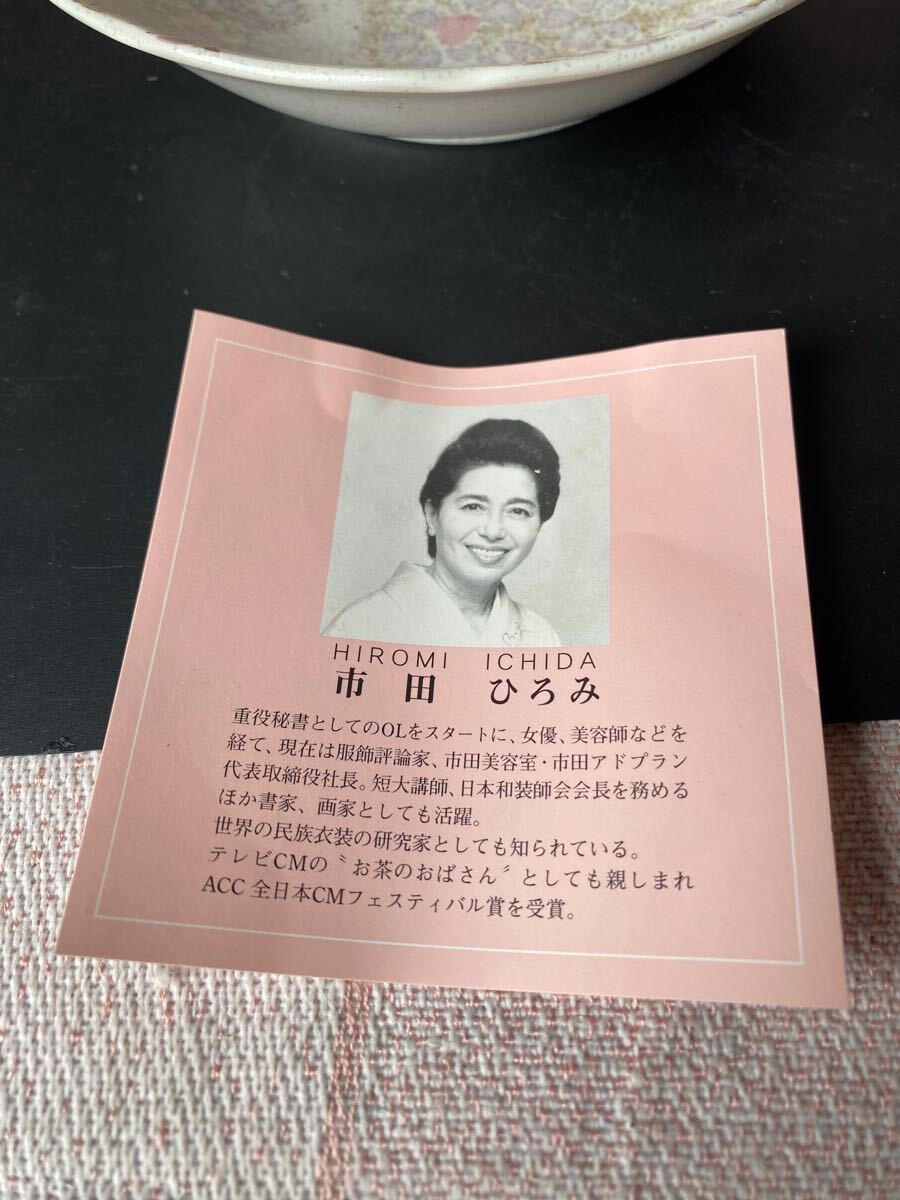 HIROMI ICHIDA
市田 ひろみ
重役秘書としてのOLをスタートに、女優、美容師などを
経て、現在は服飾評論家、市田美容室・市田アドプラン
代表取締役社長。短大講師、日本和装師会会長を務める
ほか書家、画家としても活躍。
世界の民族衣装の研究家としても知られている。
テレビCMの〝お茶のおばさん〞としても親しまれ
ACC全日本CMフェスティバル賞を受賞。